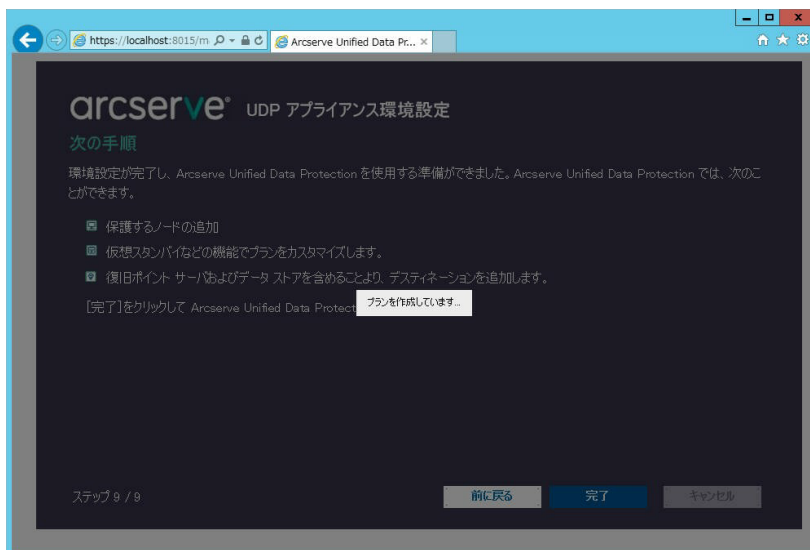 https://localhost:8015/m
Arcserve Unified Data Pr...
arcserve® UDP アプライアンス環境設定
次の手順
環境設定が完了し、Arcserve Unified Data Protection を使用する準備ができました。Arcserve Unified Data Protection では、次のこ
とができます。
保護するノードの追加
仮想スタンバイなどの機能でプランをカスタマイズします。
復旧ポイント サーバおよびデータ ストアを含めることより、デスティネーションを追加します。
[完了]をクリックして Arcserve Unified Data Protect
プランを作成しています...
ステップ 9 / 9
前に戻る
完了
キャンセル